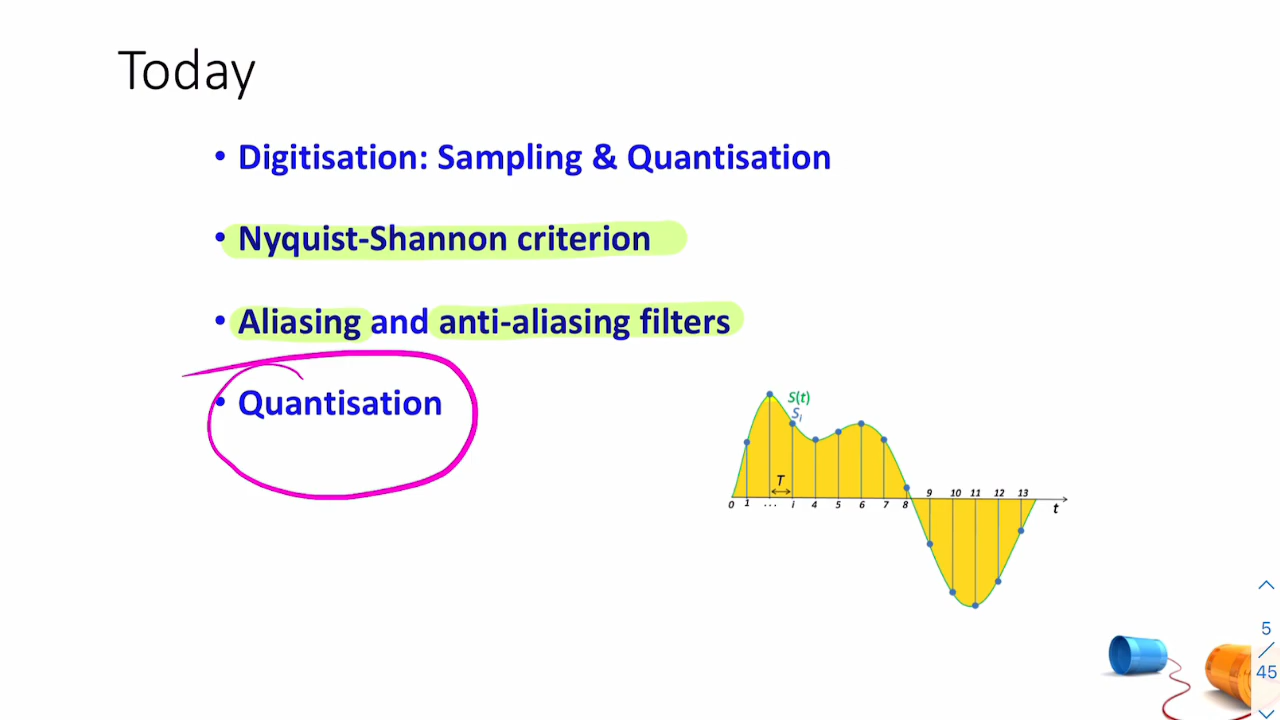 Today
• Digitisation: Sampling & Quantisation
• Nyquist-Shannon criterion
• Aliasing and anti-aliasing filters
• Quantisation
S(t)
Si
T
0 1 ... i 4 5 6 7 8 9 10 11 12 13
t
5
/
45